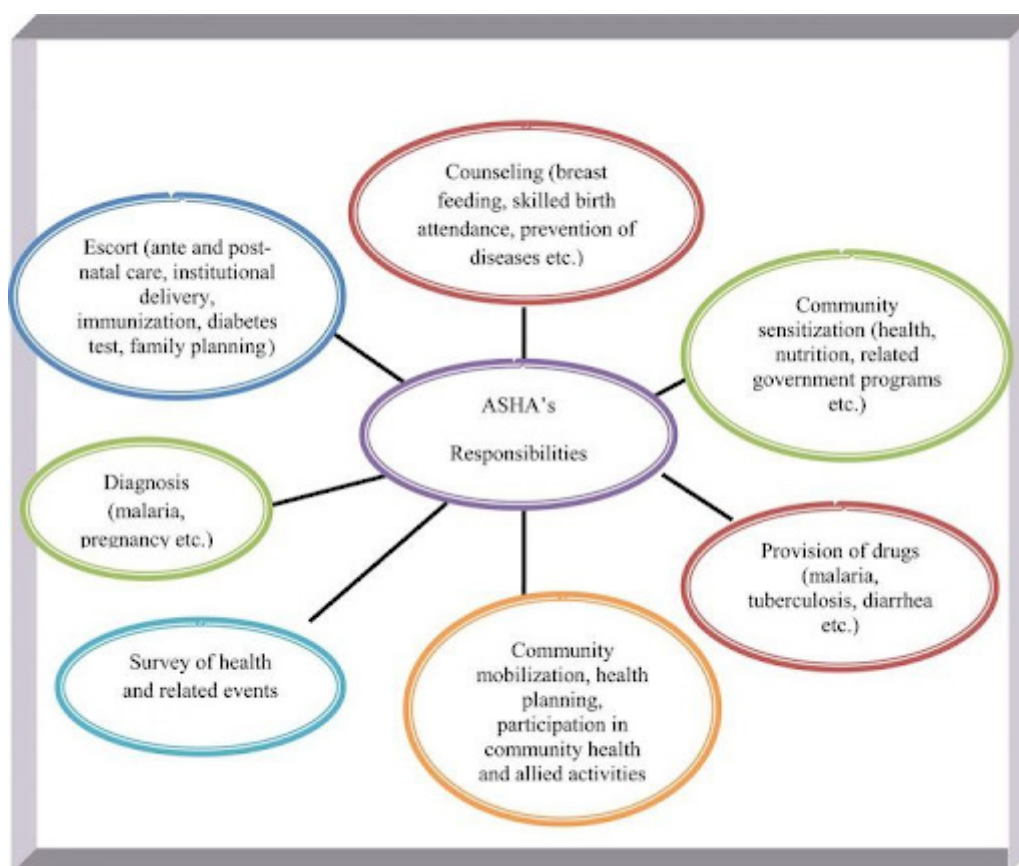 Counseling (breast
feeding, skilled birth
attendance, prevention of
diseases etc.)
Escort (ante and post-
natal care, institutional
delivery,
immunization, diabetes
test, family planning)
Community
sensitization (health,
nutrition, related
government programs
etc.)
ASHA's
Responsibilities
Diagnosis
(malaria,
pregnancy etc.)
Provision of drugs
(malaria,
tuberculosis, diarrhea
etc.)
Survey of health
and related events
Community
mobilization, health
planning,
participation in
community health
and allied activities